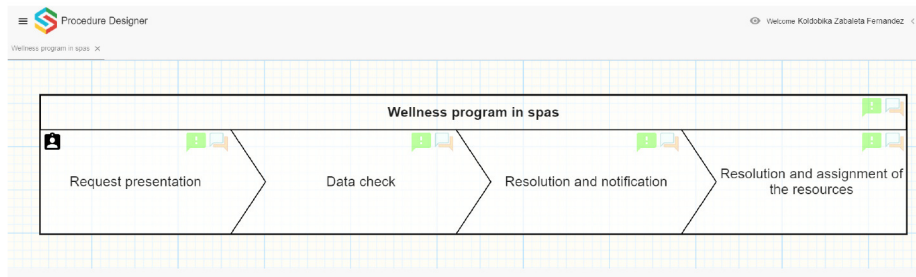 Procedure Designer
Welcome Koldobika Zabaleta Fernandez
Wellness program in spas
Wellness program in spas
Request presentation
Data check
Resolution and notification
Resolution and assignment of
the resources